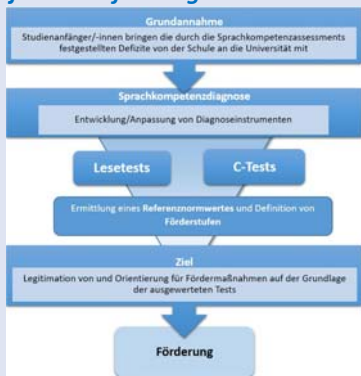 Grundannahme
Studienanfänger/-innen bringen die durch die Sprachkompetenzassessments
festgestellten Defizite von der Schule an die Universität mit
Sprachkompetenzdiagnose
Entwicklung/Anpassung von Diagnoseinstrumenten
Lesetests
C-Tests
Ermittlung eines Referenznormwertes und Definition von
Förderstufen
Ziel
Legitimation von und Orientierung für Fördermaßnahmen auf der Grundlage
der ausgewerteten Tests
Förderung